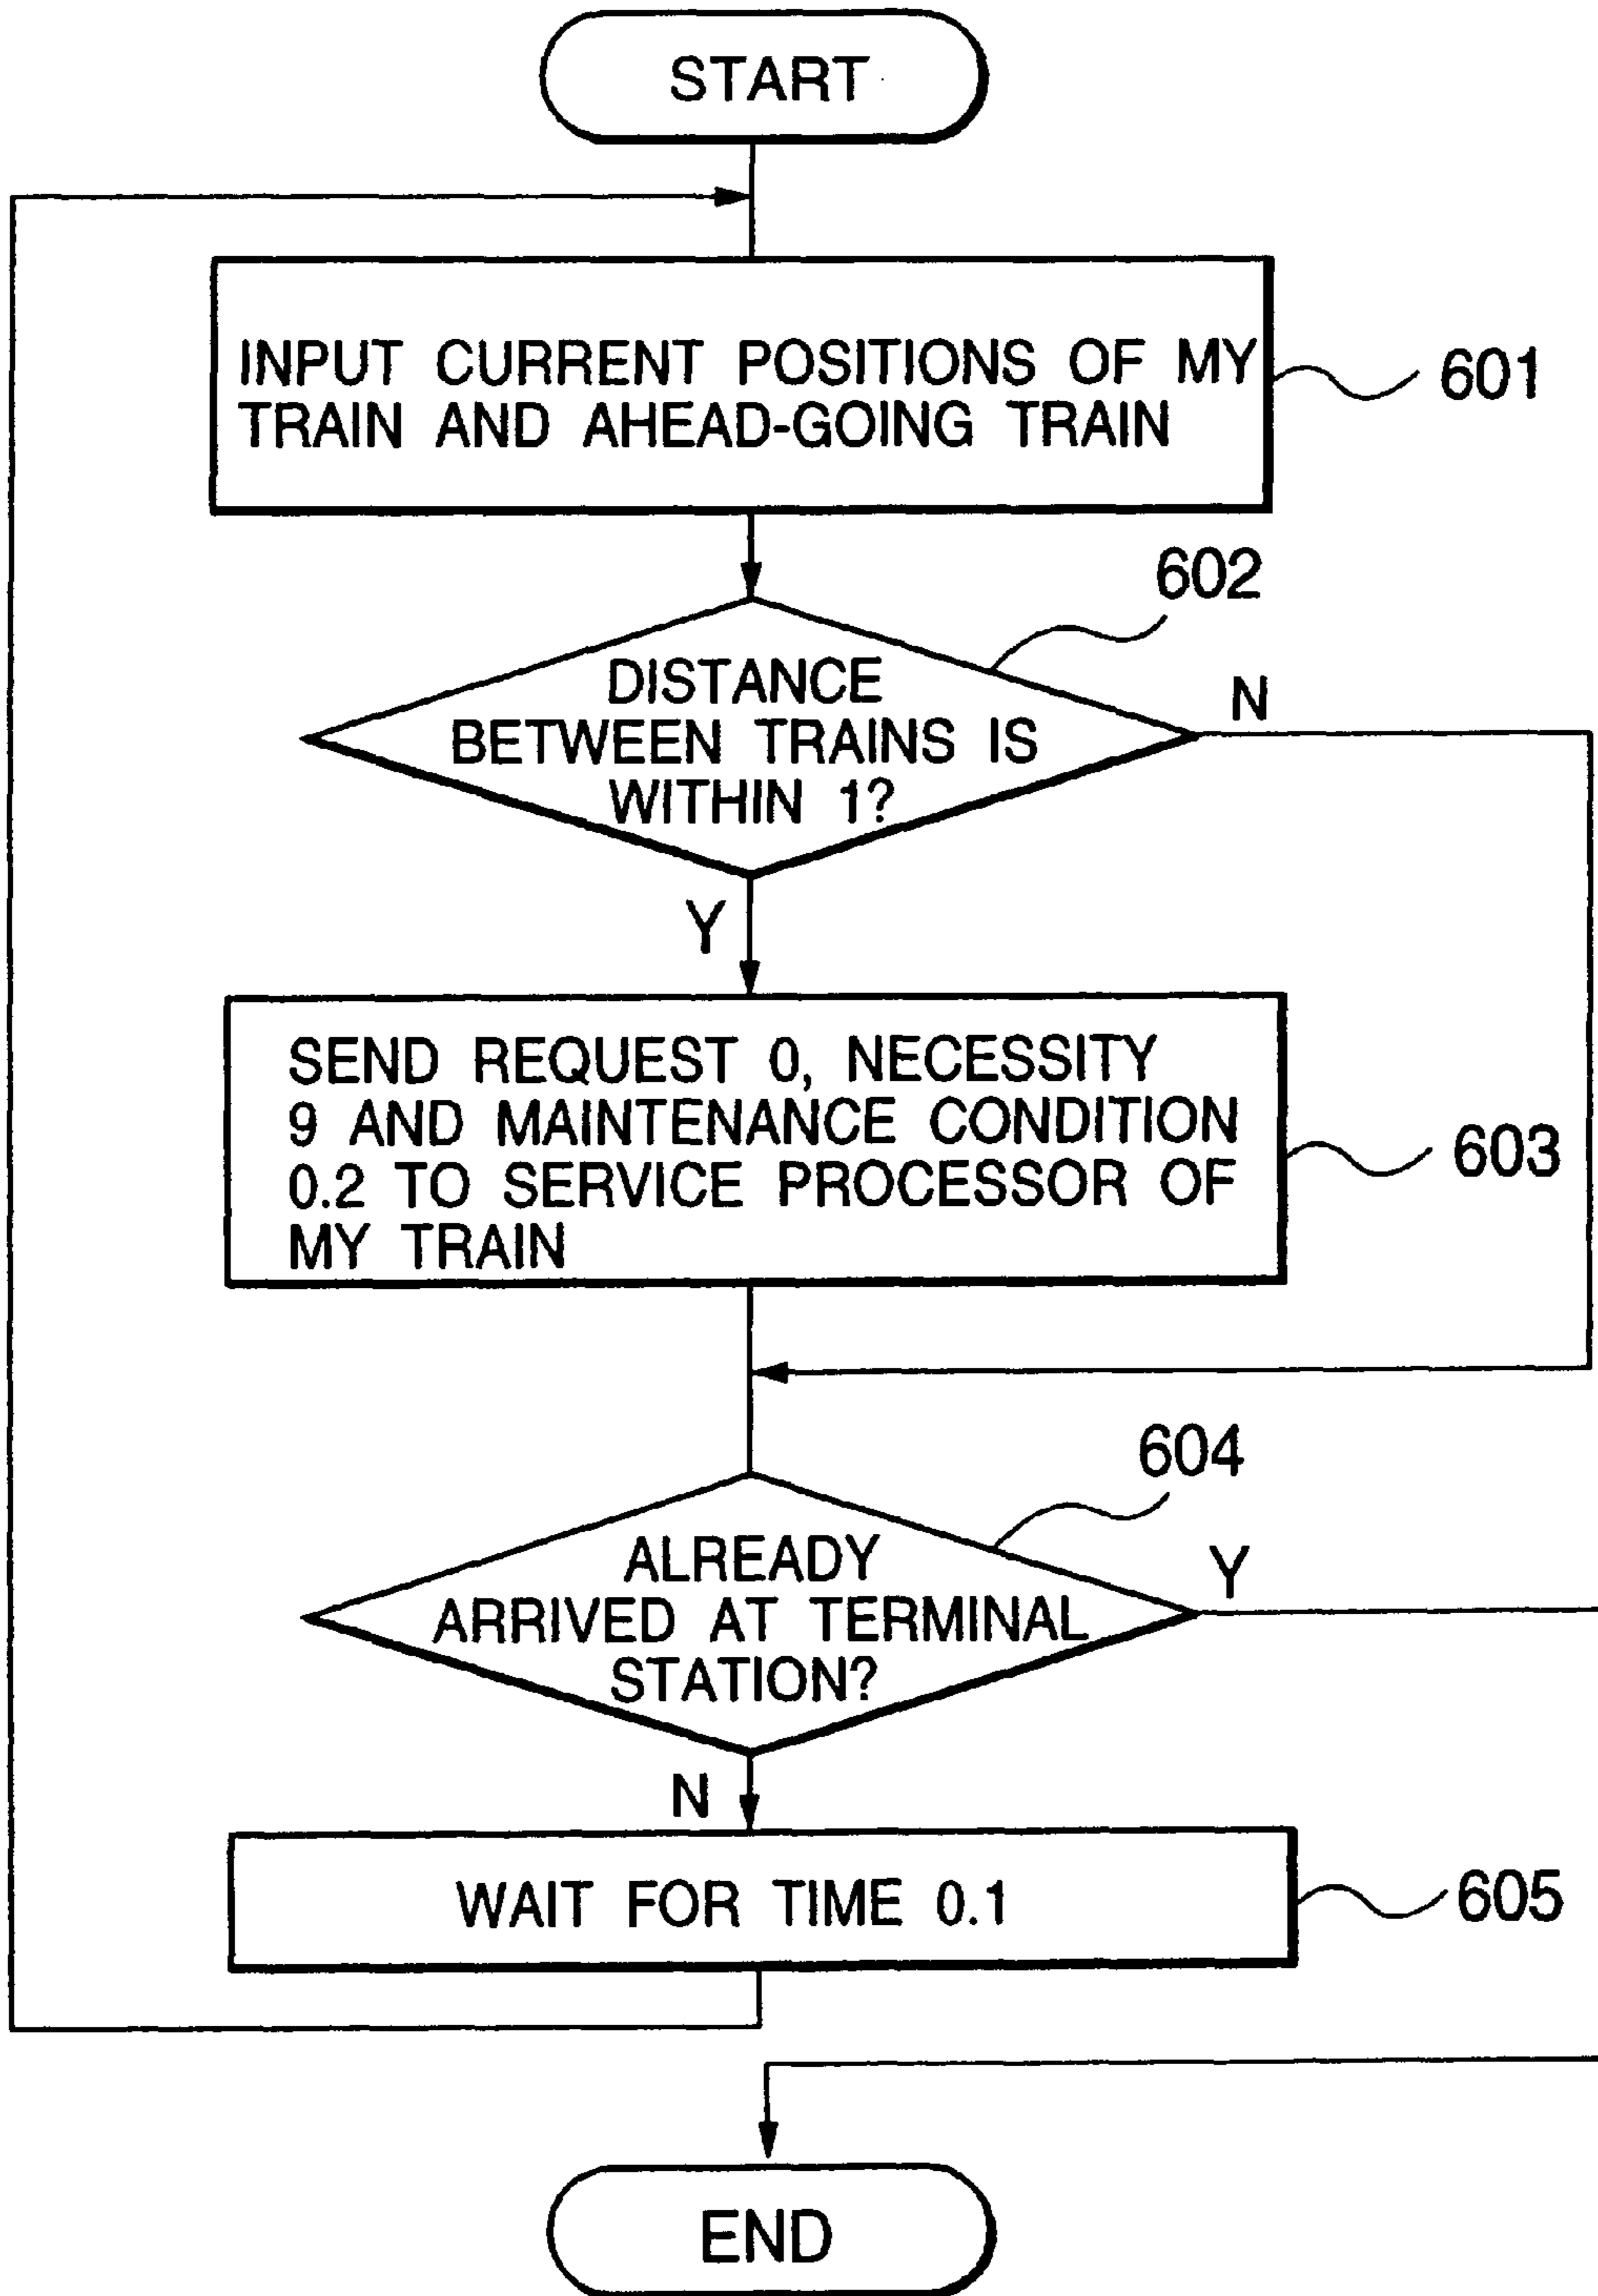 START
INPUT CURRENT POSITIONS OF MY
TRAIN AND AHEAD-GOING TRAIN
601
602
DISTANCE
BETWEEN TRAINS IS
WITHIN 1?
N
Y
SEND REQUEST 0, NECESSITY
9 AND MAINTENANCE CONDITION
0.2 TO SERVICE PROCESSOR OF
MY TRAIN
603
604
ALREADY
ARRIVED AT TERMINAL
STATION?
Y
N
WAIT FOR TIME 0.1
605
END